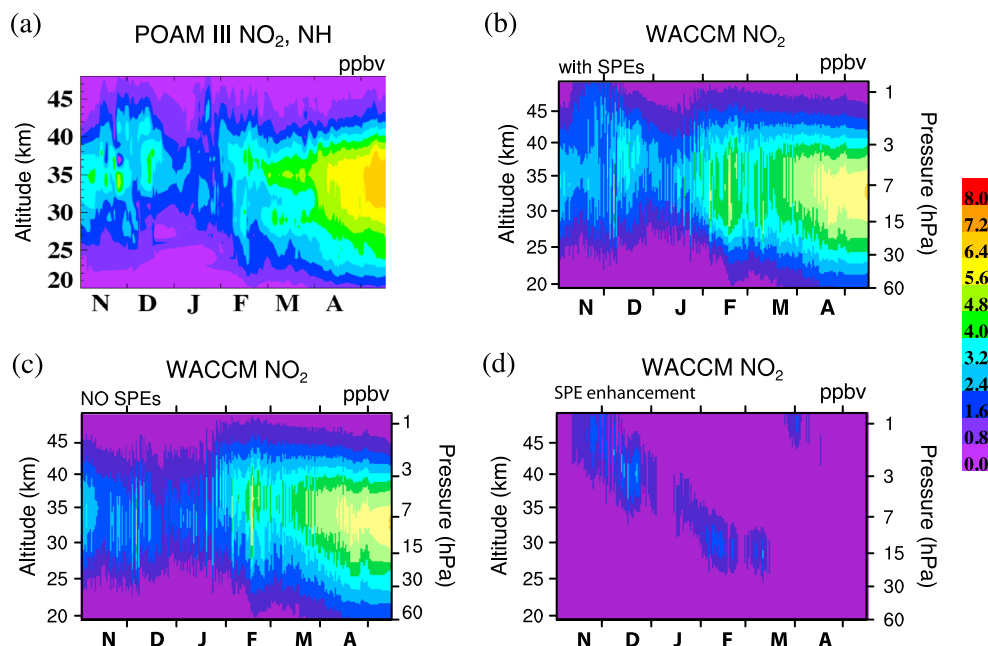 (a)
POAM III NO2, NH
ppbv
Altitude (km)
45
40
35
30
25
20
N D J F M A
(b)
WACCM NO2
with SPEs
ppbv
Altitude (km)
45
40
35
30
25
20
1
3
7
15
30
60
Pressure (hPa)
N D J F M A
(c)
WACCM NO2
NO SPEs
ppbv
Altitude (km)
45
40
35
30
25
20
1
3
7
15
30
60
Pressure (hPa)
N D J F M A
(d)
WACCM NO2
SPE enhancement
ppbv
Altitude (km)
45
40
35
30
25
20
1
3
7
15
30
60
Pressure (hPa)
N D J F M A
8.0
7.2
6.4
5.6
4.8
4.0
3.2
2.4
1.6
0.8
0.0